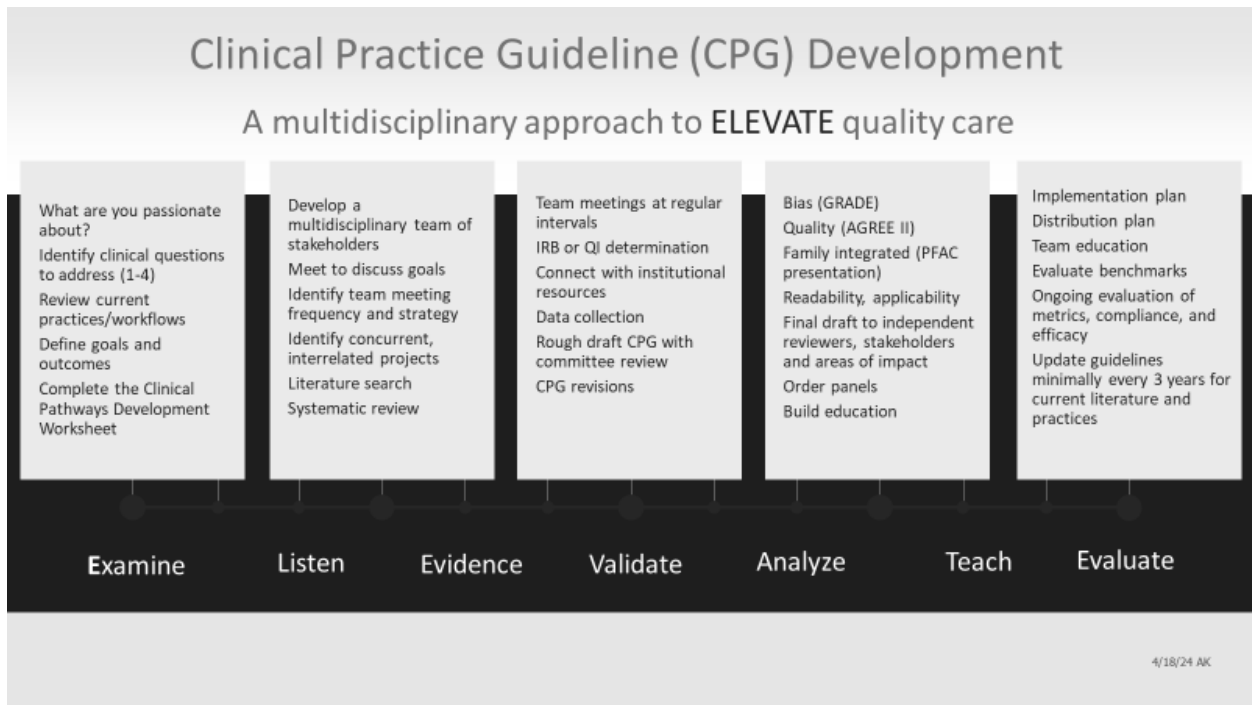 Clinical Practice Guideline (CPG) Development
A multidisciplinary approach to ELEVATE quality care
What are you passionate
about?
Identify clinical questions
to address (1-4)
Review current
practices/workflows
Define goals and
outcomes
Complete the Clinical
Pathways Development
Worksheet
Develop a
multidisciplinary team of
stakeholders
Meet to discuss goals
Identify team meeting
frequency and strategy
Identify concurrent,
interrelated projects
Literature search
Systematic review
Team meetings at regular
intervals
IRB or QI determination
Connect with institutional
resources
Data collection
Rough draft CPG with
committee review
CPG revisions
Bias (GRADE)
Quality (AGREE II)
Family integrated (PFAC
presentation)
Readability, applicability
Final draft to independent
reviewers, stakeholders
and areas of impact
Order panels
Build education
Implementation plan
Distribution plan
Team education
Evaluate benchmarks
Ongoing evaluation of
metrics, compliance, and
efficacy
Update guidelines
minimally every 3 years for
current literature and
practices
Examine
Listen
Evidence
Validate
Analyze
Teach
Evaluate
4/18/24 AK